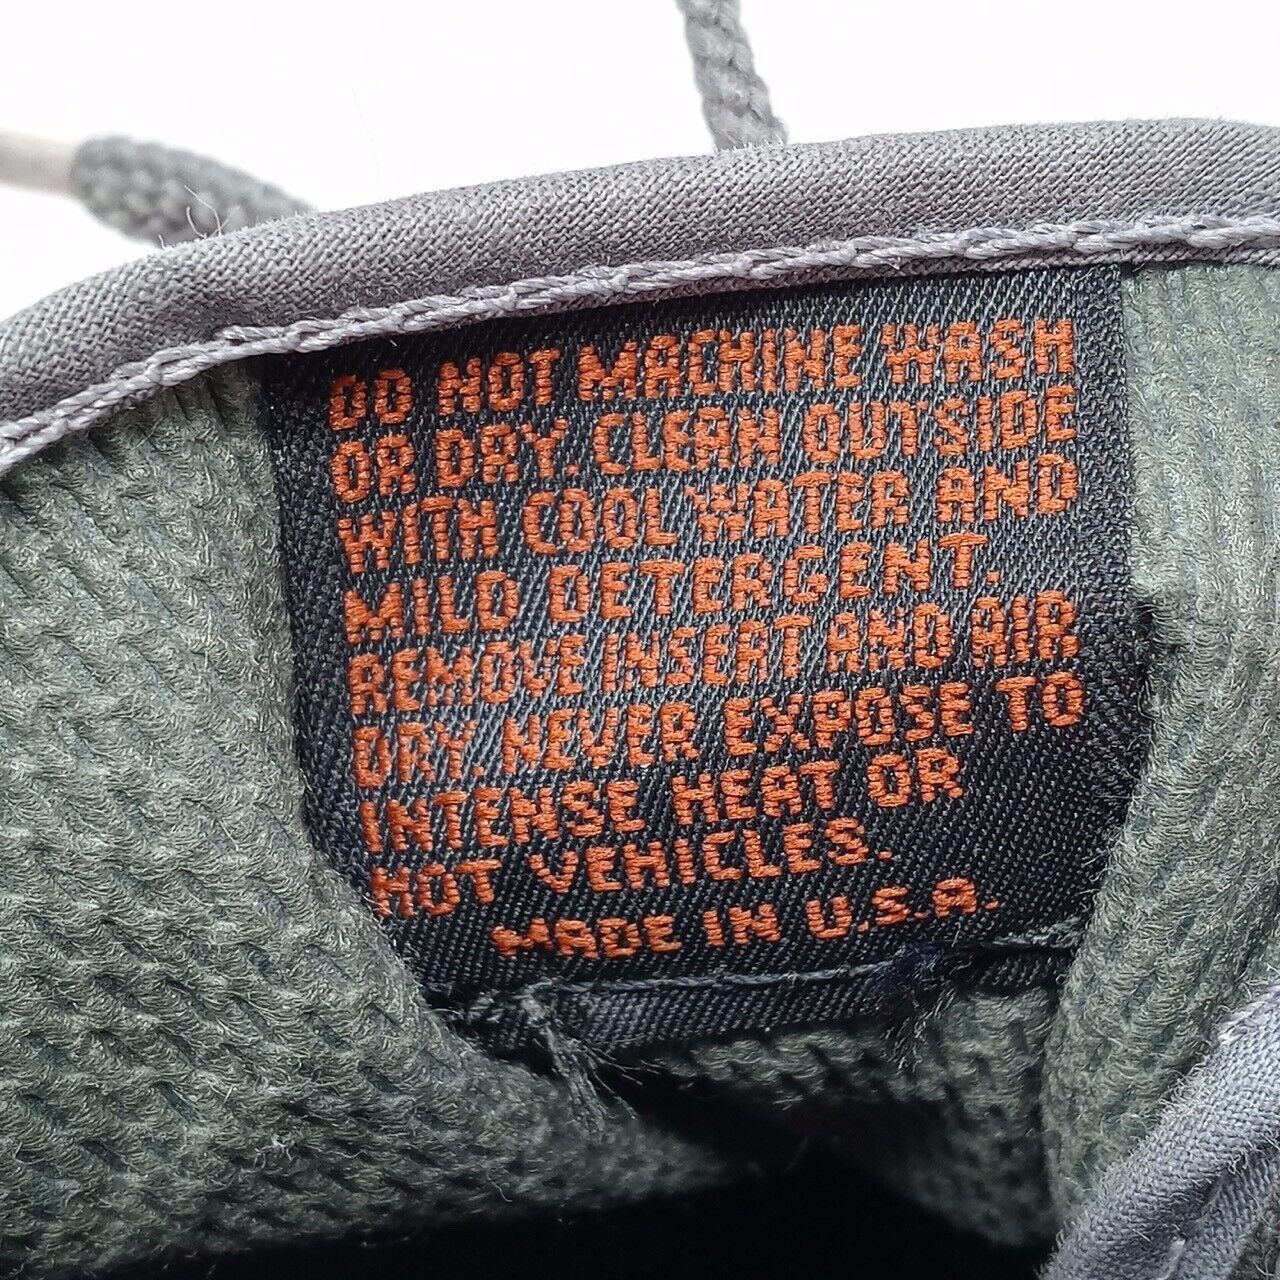 DO NOT MACHINE WASH
OR DRY. CLEAN OUTSIDE
WITH COOL WATER AND
MILD DETERGENT.
REMOVE INSERT AND AIR
DRY. NEVER EXPOSE TO
INTENSE HEAT OR
HOT VEHICLES.
MADE IN U.S.A.